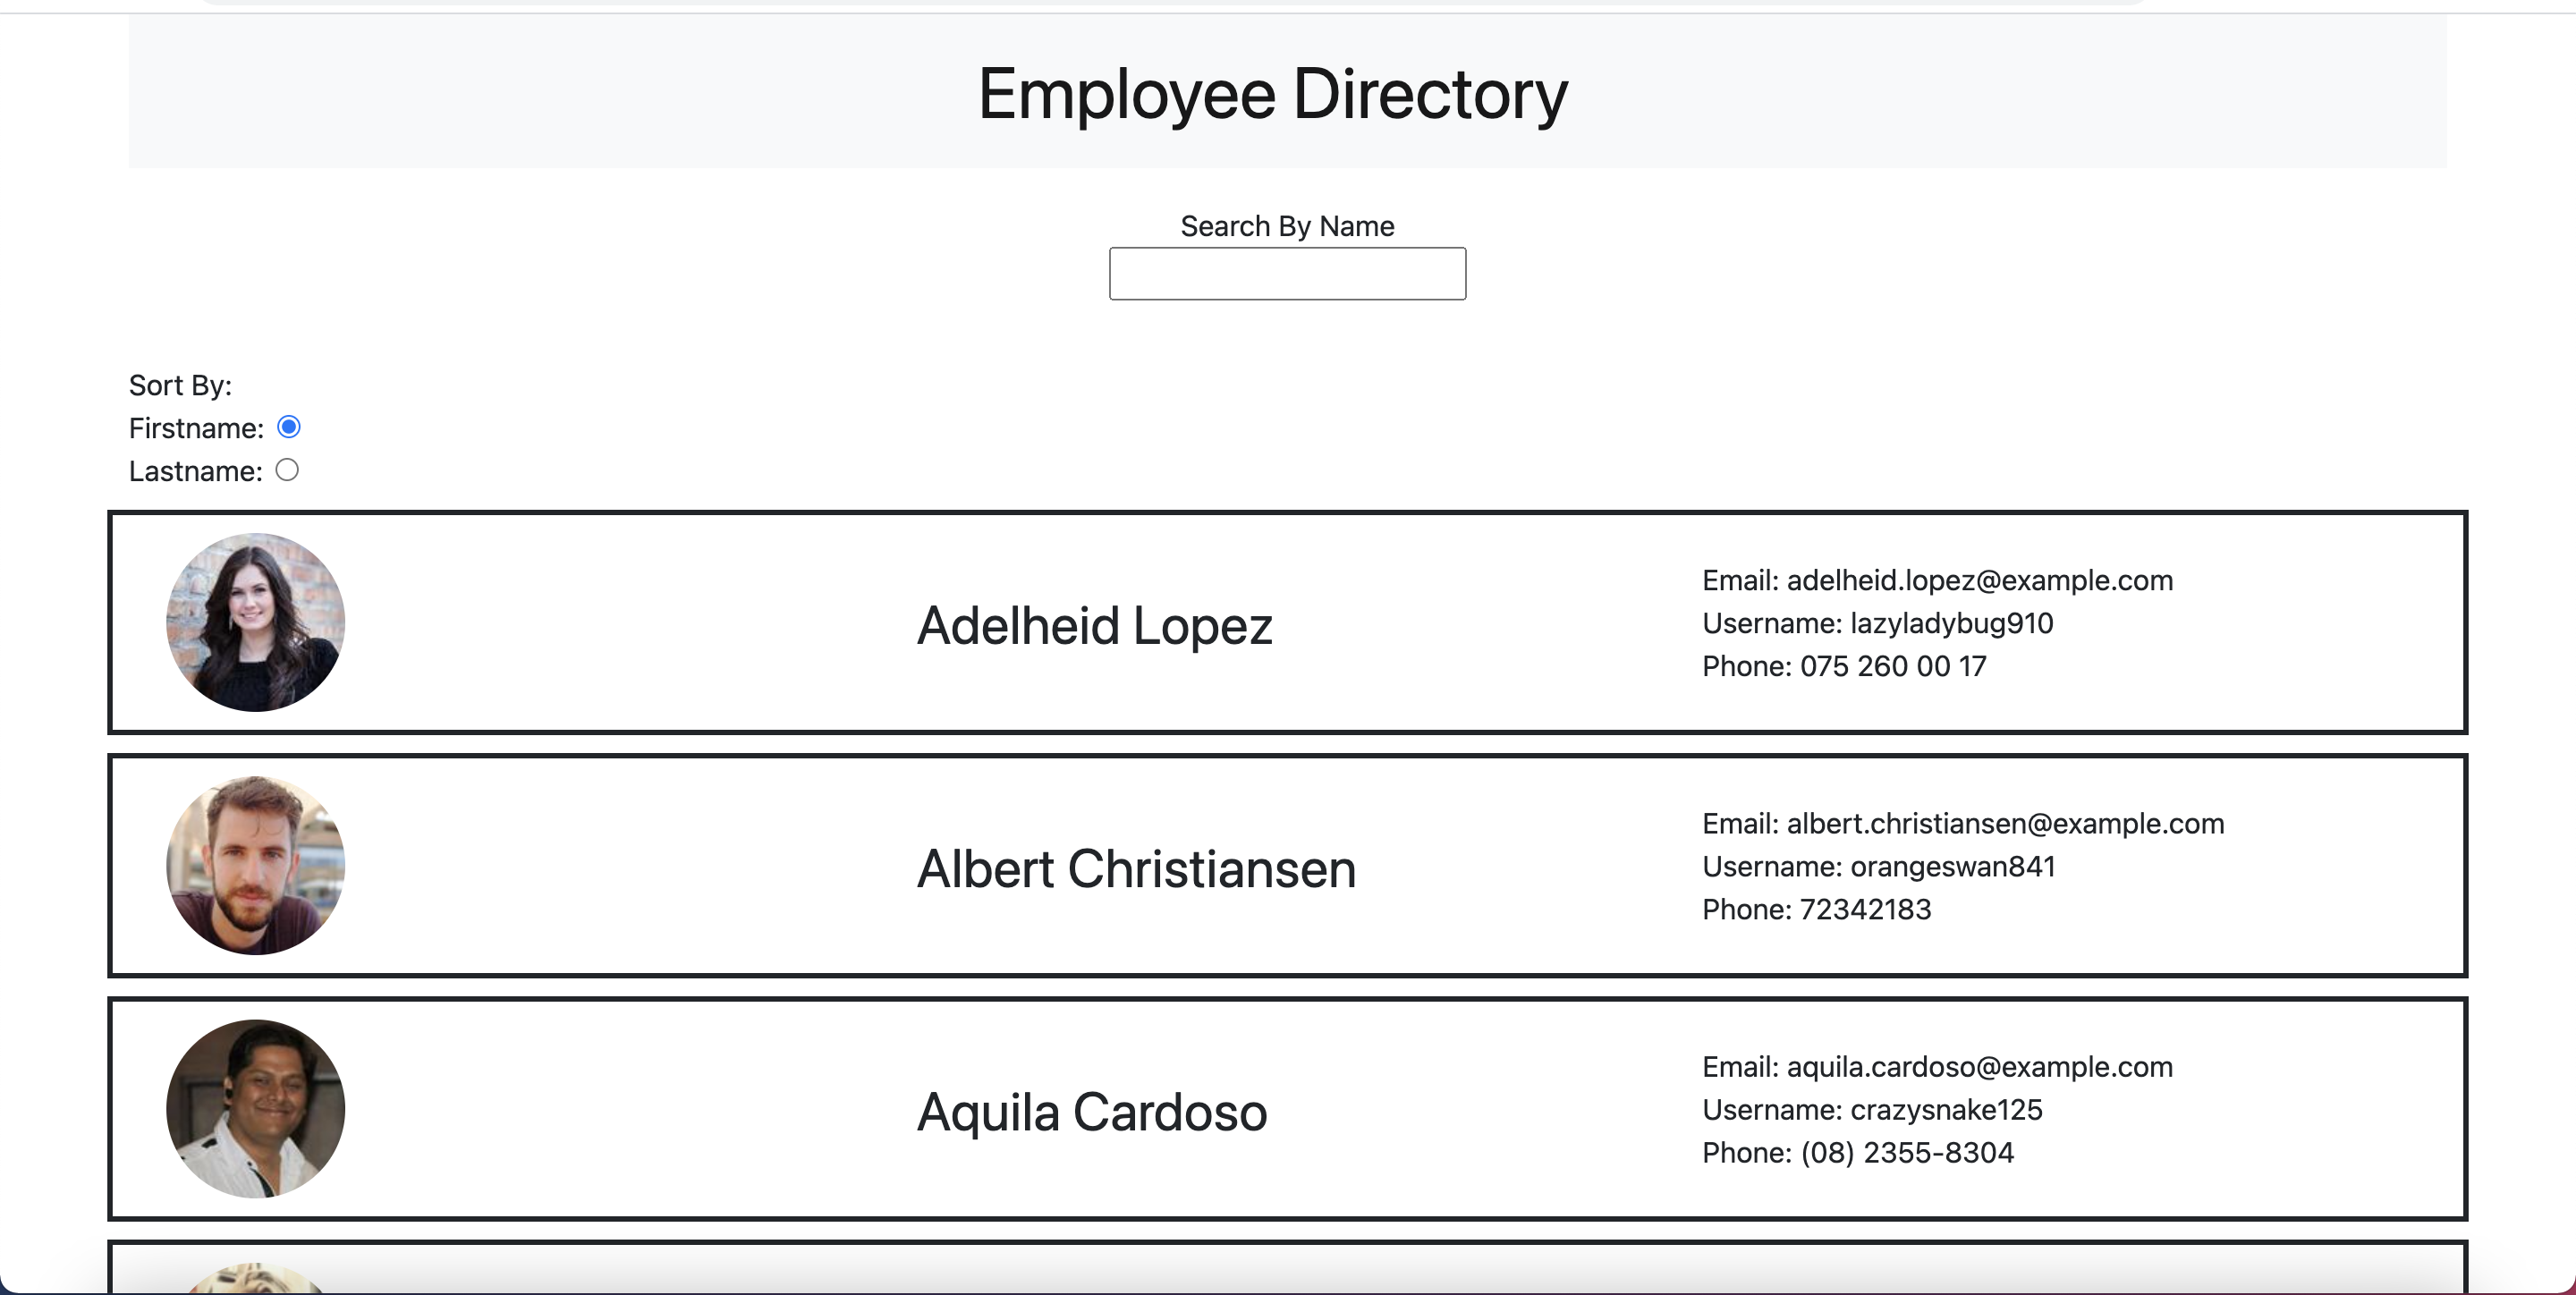 Employee Directory
Search By Name
Sort By:
Firstname:
Lastname:
Adelheid Lopez
Email: adelheid.lopez@example.com
Username: lazyladybug910
Phone: 075 260 00 17
Albert Christiansen
Email: albert.christiansen@example.com
Username: orangeswan841
Phone: 72342183
Aquila Cardoso
Email: aquila.cardoso@example.com
Username: crazysnake125
Phone: (08) 2355-8304